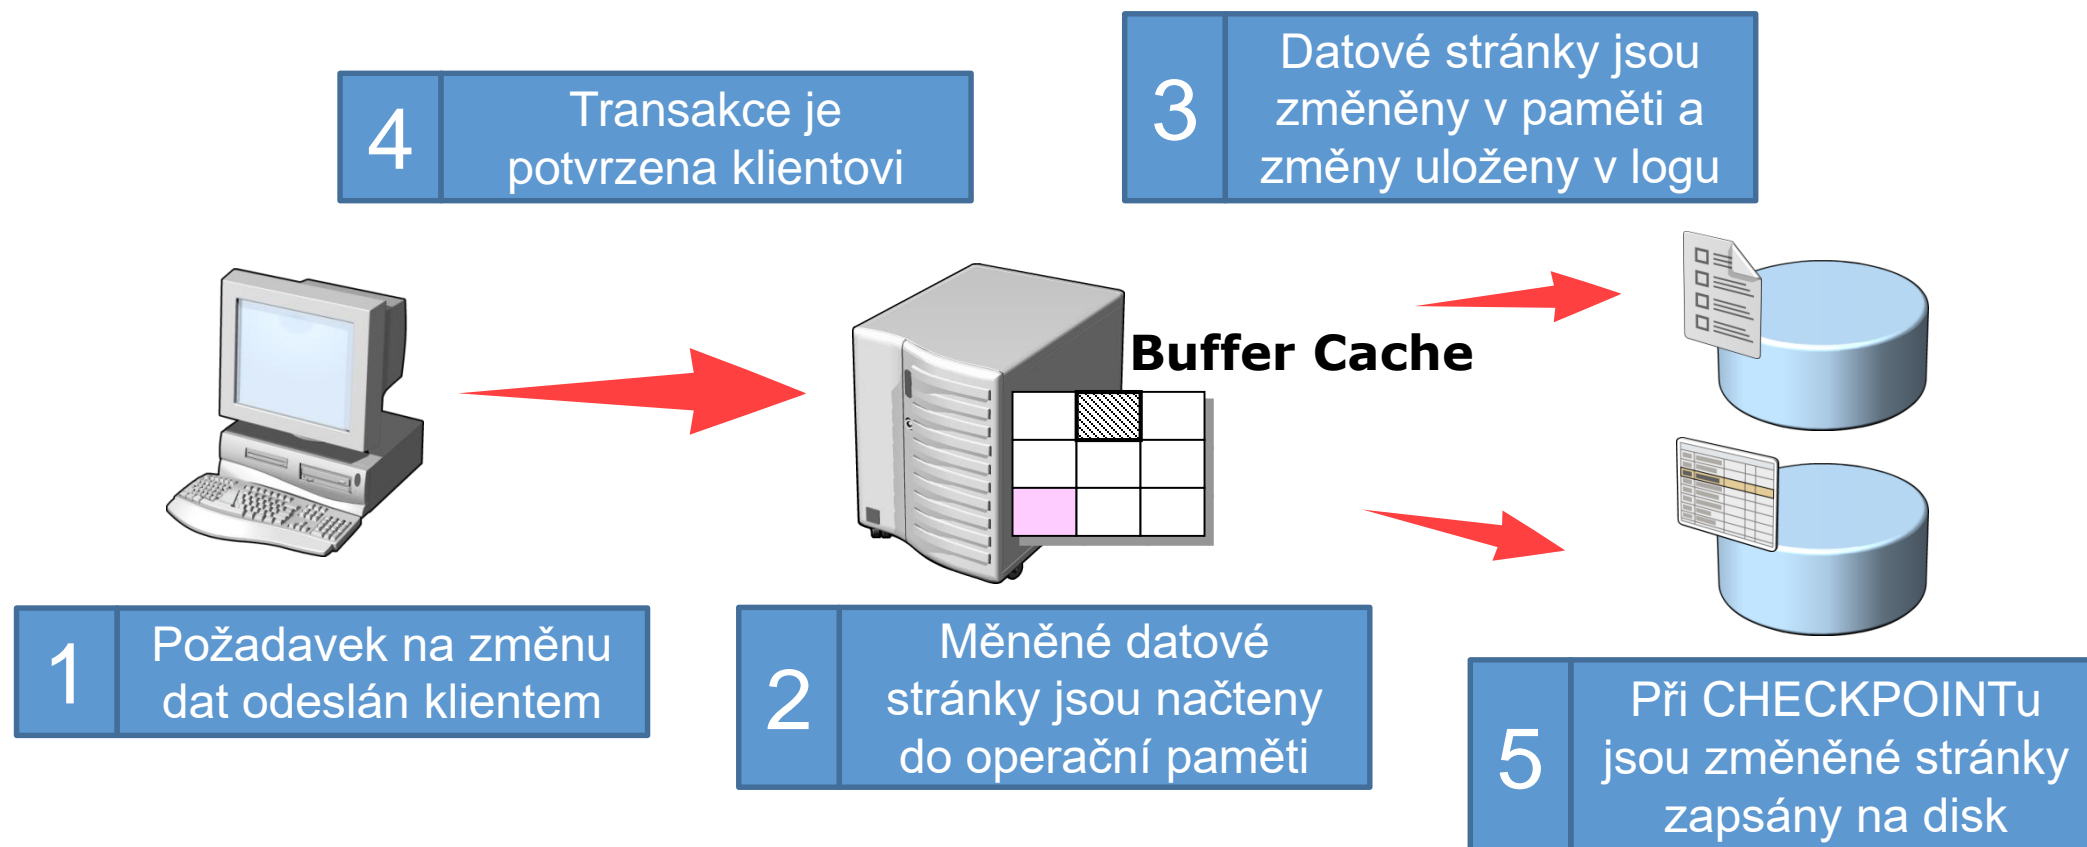 4
Transakce je
potvrzena klientovi
3
Datové stránky jsou
změněny v paměti a
změny uloženy v logu
Buffer Cache
1
Požadavek na změnu
dat odeslán klientem
2
Měněné datové
stránky jsou načteny
do operační paměti
5
Při CHECKPOINTu
jsou změněné stránky
zapsány na disk